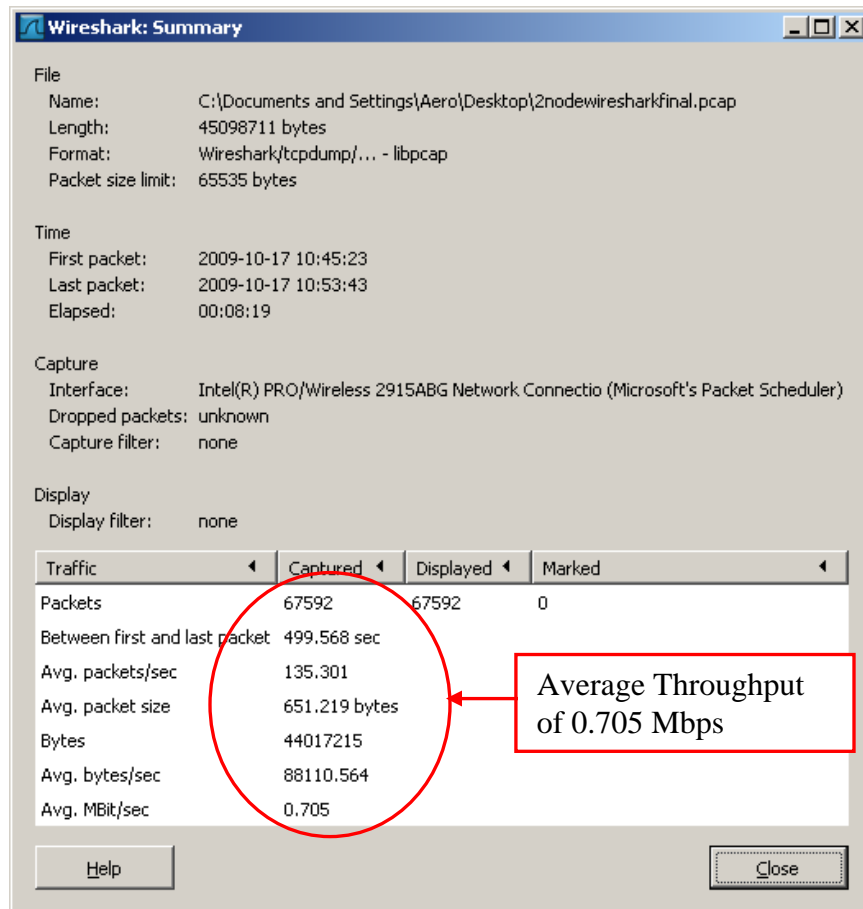 Wireshark: Summary
File
Name: C:\Documents and Settings\Aero\Desktop\2nodewiresharkfinal.pcap
Length: 45098711 bytes
Format: Wireshark/tcpdump/... - libpcap
Packet size limit: 65535 bytes
Time
First packet: 2009-10-17 10:45:23
Last packet: 2009-10-17 10:53:43
Elapsed: 00:08:19
Capture
Interface: Intel(R) PRO/Wireless 2915ABG Network Connectio (Microsoft's Packet Scheduler)
Dropped packets: unknown
Capture filter: none
Display
Display filter: none
Traffic Captured Displayed Marked
Packets 67592 67592 0
Between first and last packet 499.568 sec
Avg. packets/sec 135.301
Avg. packet size 651.219 bytes
Bytes 44017215
Avg. bytes/sec 88110.564
Avg. MBit/sec 0.705
Average Throughput
of 0.705 Mbps
Help Close